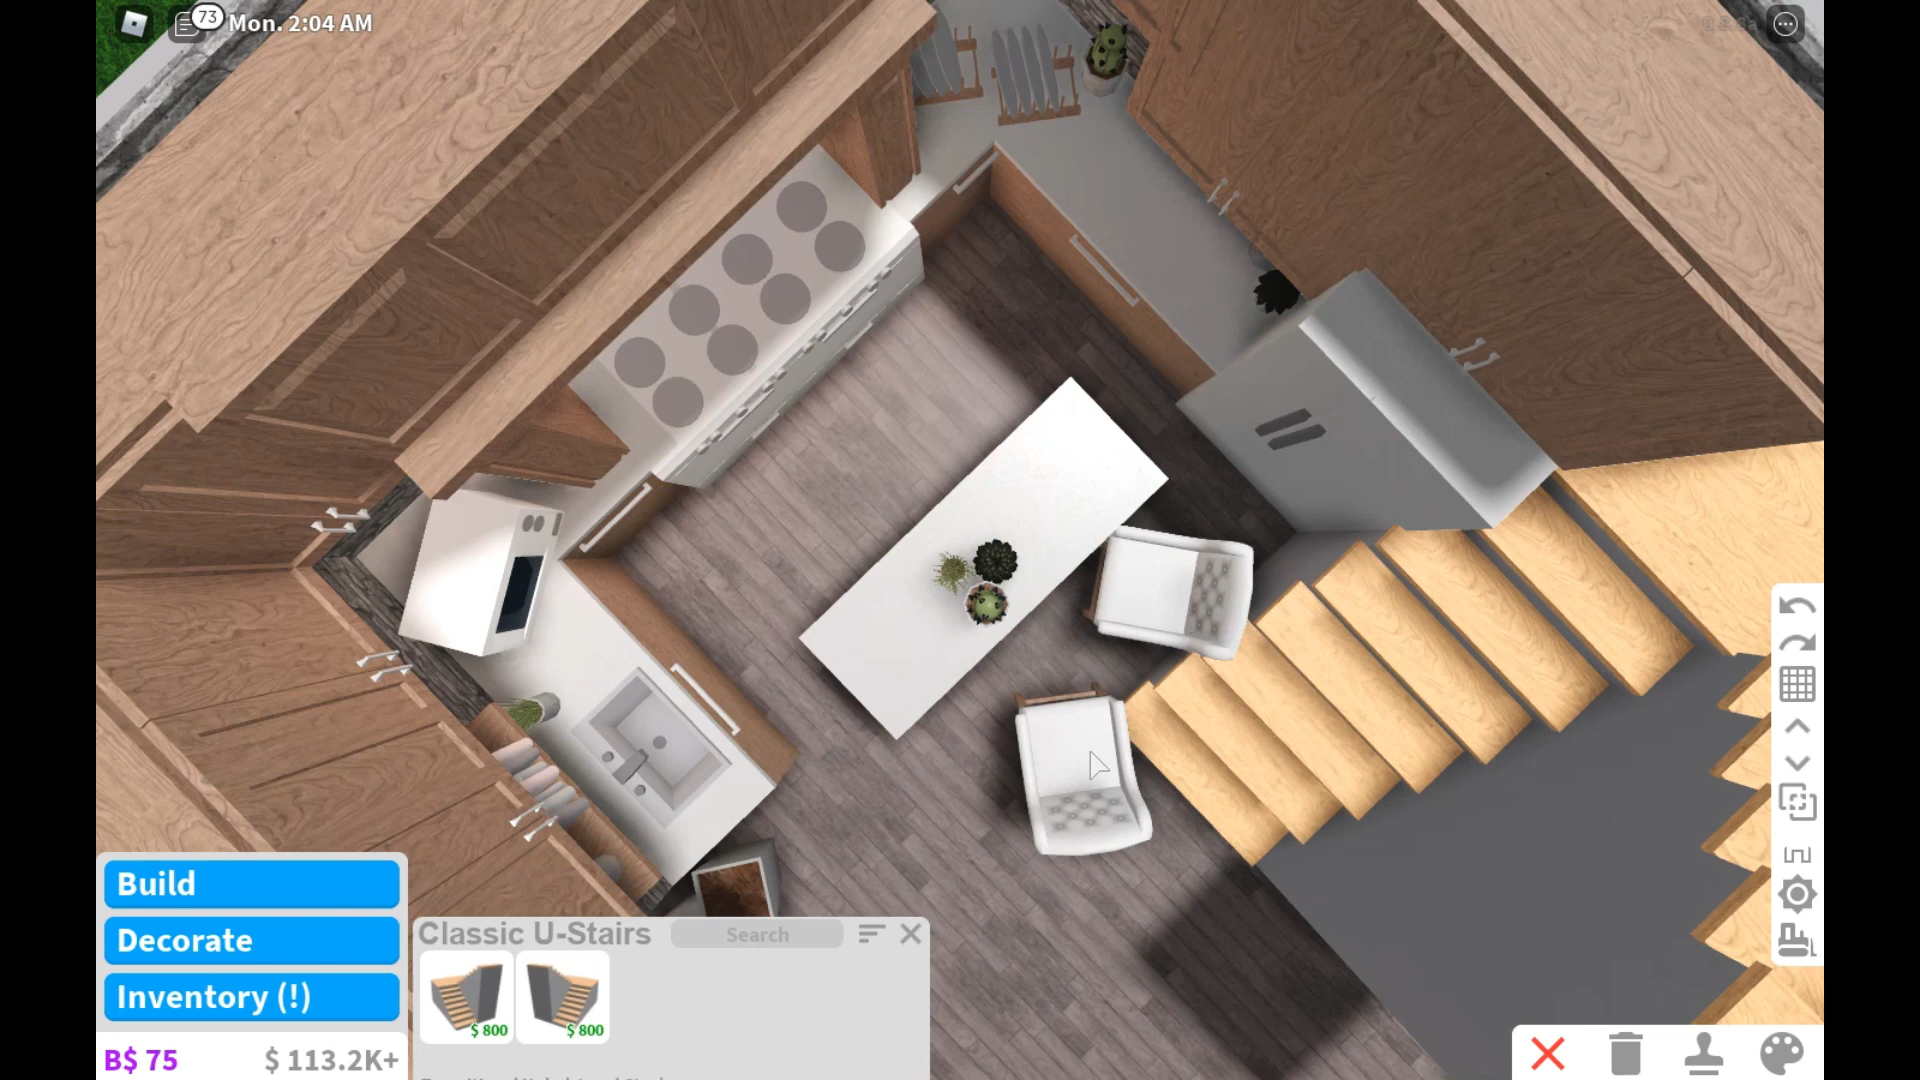 73
Mon. 2:04 AM
Build
Decorate
Inventory (!)
B$ 75
$ 113.2K+
Classic U-Stairs
Search
$ 800
$ 800